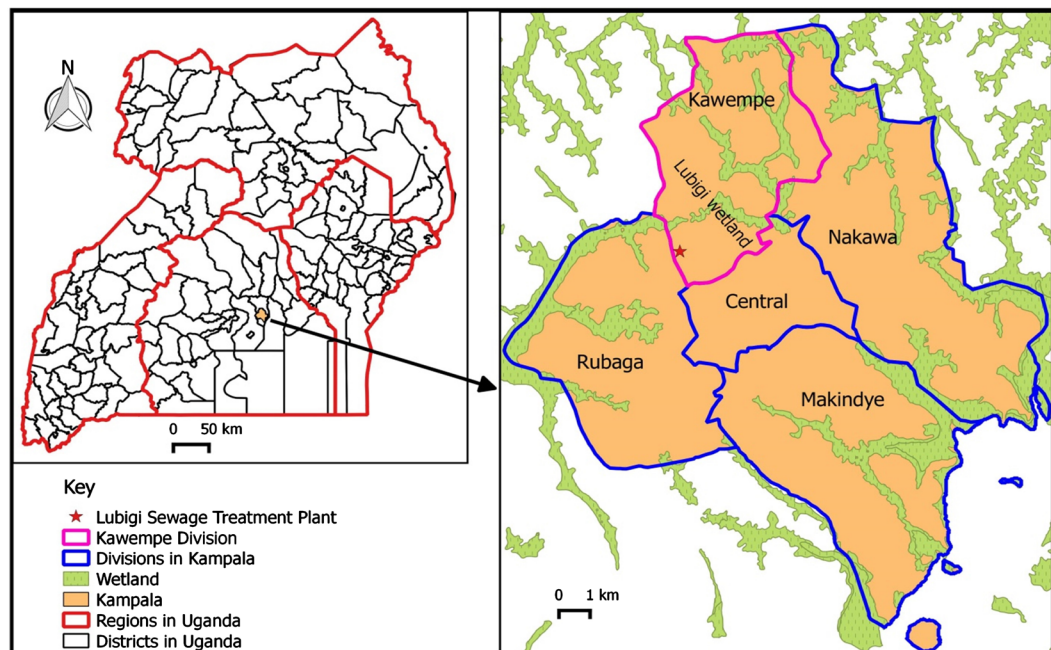 N
0 50 km
Key
Lubigi Sewage Treatment Plant
Kawempe Division
Divisions in Kampala
Wetland
Kampala
Regions in Uganda
Districts in Uganda
Kawempe
Lubigi wetland
Nakawa
Central
Rubaga
Makindye
0 1 km